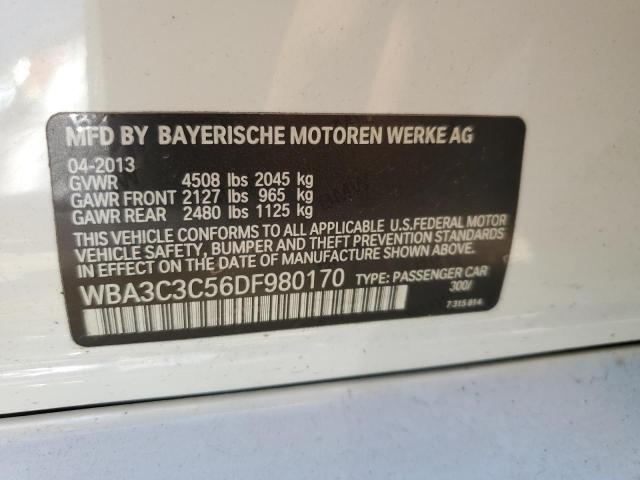 MFD BY BAYERISCHE MOTOREN WERKE AG
04-2013
GVWR 4508 lbs 2045 kg
GAWR FRONT 2127 lbs 965 kg
GAWR REAR 2480 lbs 1125 kg
THIS VEHICLE CONFORMS TO ALL APPLICABLE U.S.FEDERAL MOTOR
VEHICLE SAFETY, BUMPER AND THEFT PREVENTION STANDARDS
IN EFFECT ON THE DATE OF MANUFACTURE SHOWN ABOVE.
WBA3C3C56DF980170 TYPE: PASSENGER CAR
300/
7 315 814